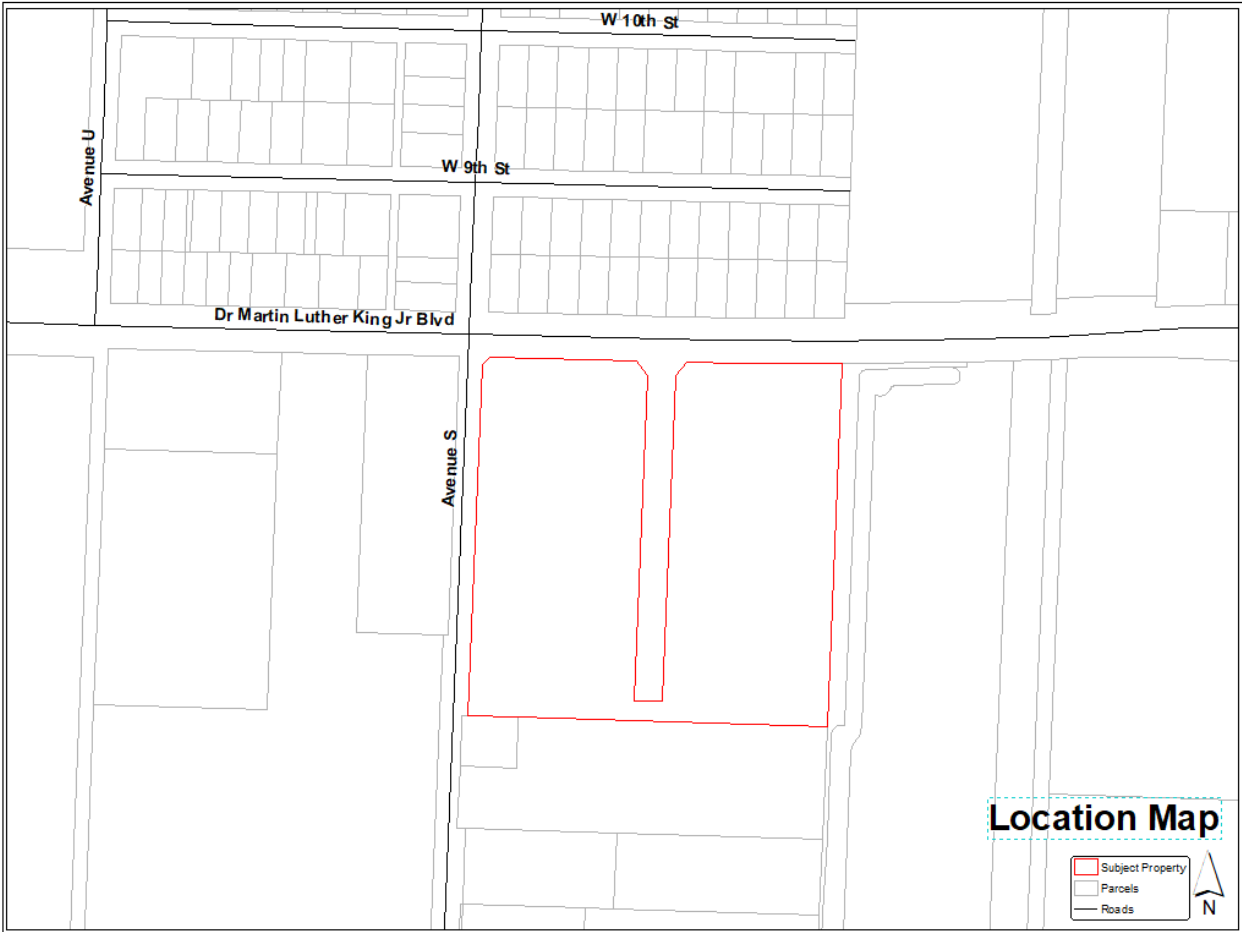 W 10th St
Avenue U
W 9th St
Dr Martin Luther King Jr Blvd
Avenue S
Location Map
Subject Property
Parcels
Roads
N